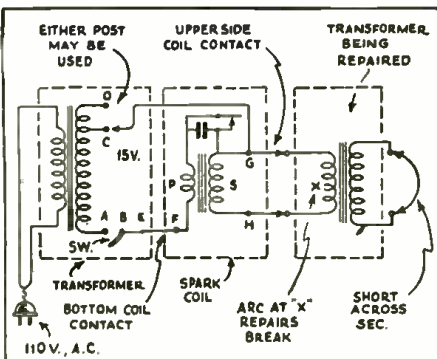 EITHER POST
MAY BE
USED
UPPER SIDE
COIL CONTACT
TRANSFORMER
BEING
REPAIRED
D
C
15V.
A
B
E
F
SW.
P
S
G
H
X
TRANSFORMER
BOTTOM COIL
CONTACT
SPARK
COIL
ARC AT "X"
REPAIRS
BREAK
SHORT
ACROSS
SEC.
110 V., A.C.